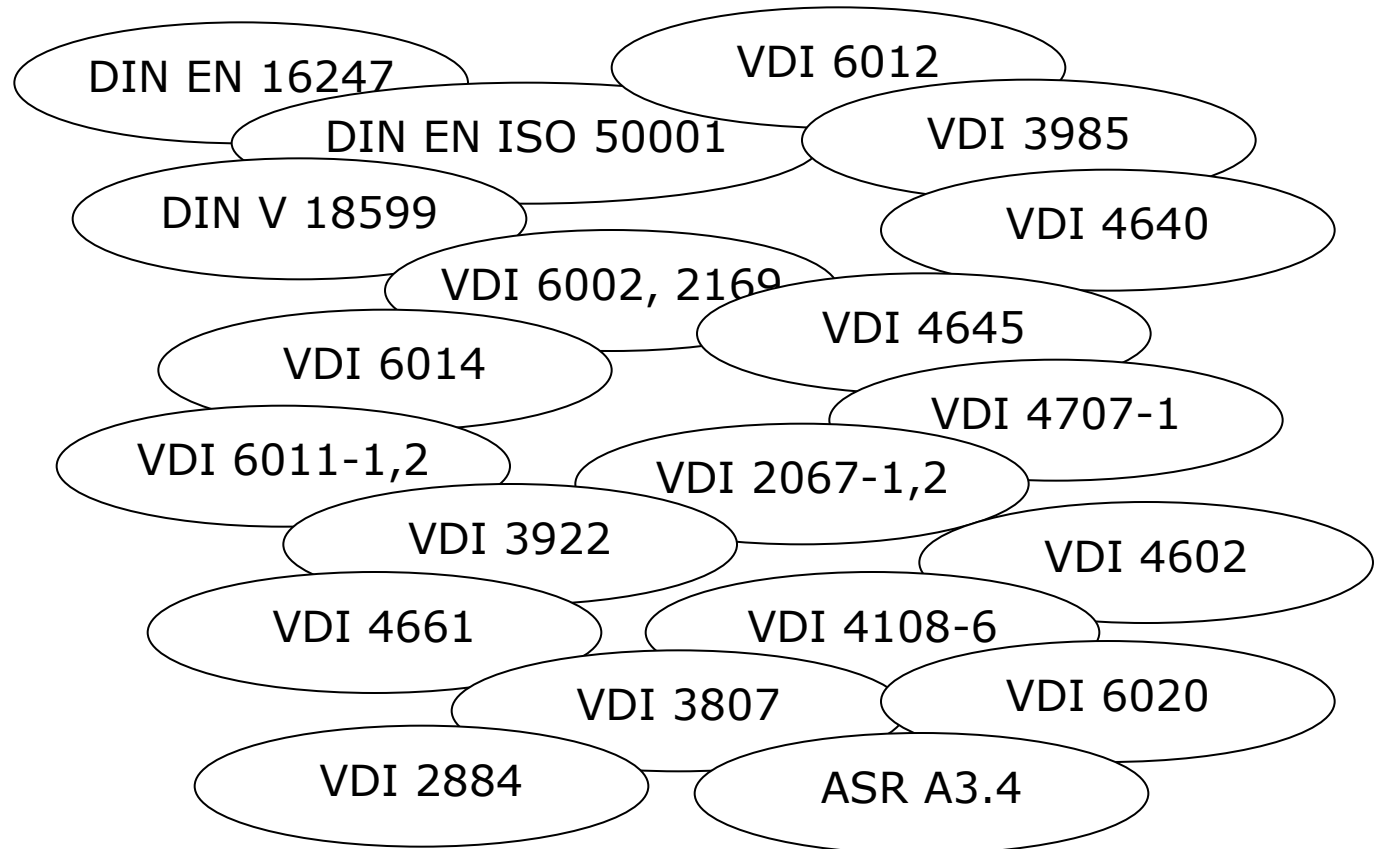 DIN EN 16247
VDI 6012
DIN EN ISO 50001
VDI 3985
DIN V 18599
VDI 4640
VDI 6002, 2169
VDI 4645
VDI 6014
VDI 4707-1
VDI 6011-1,2
VDI 2067-1,2
VDI 3922
VDI 4602
VDI 4661
VDI 4108-6
VDI 3807
VDI 6020
VDI 2884
ASR A3.4